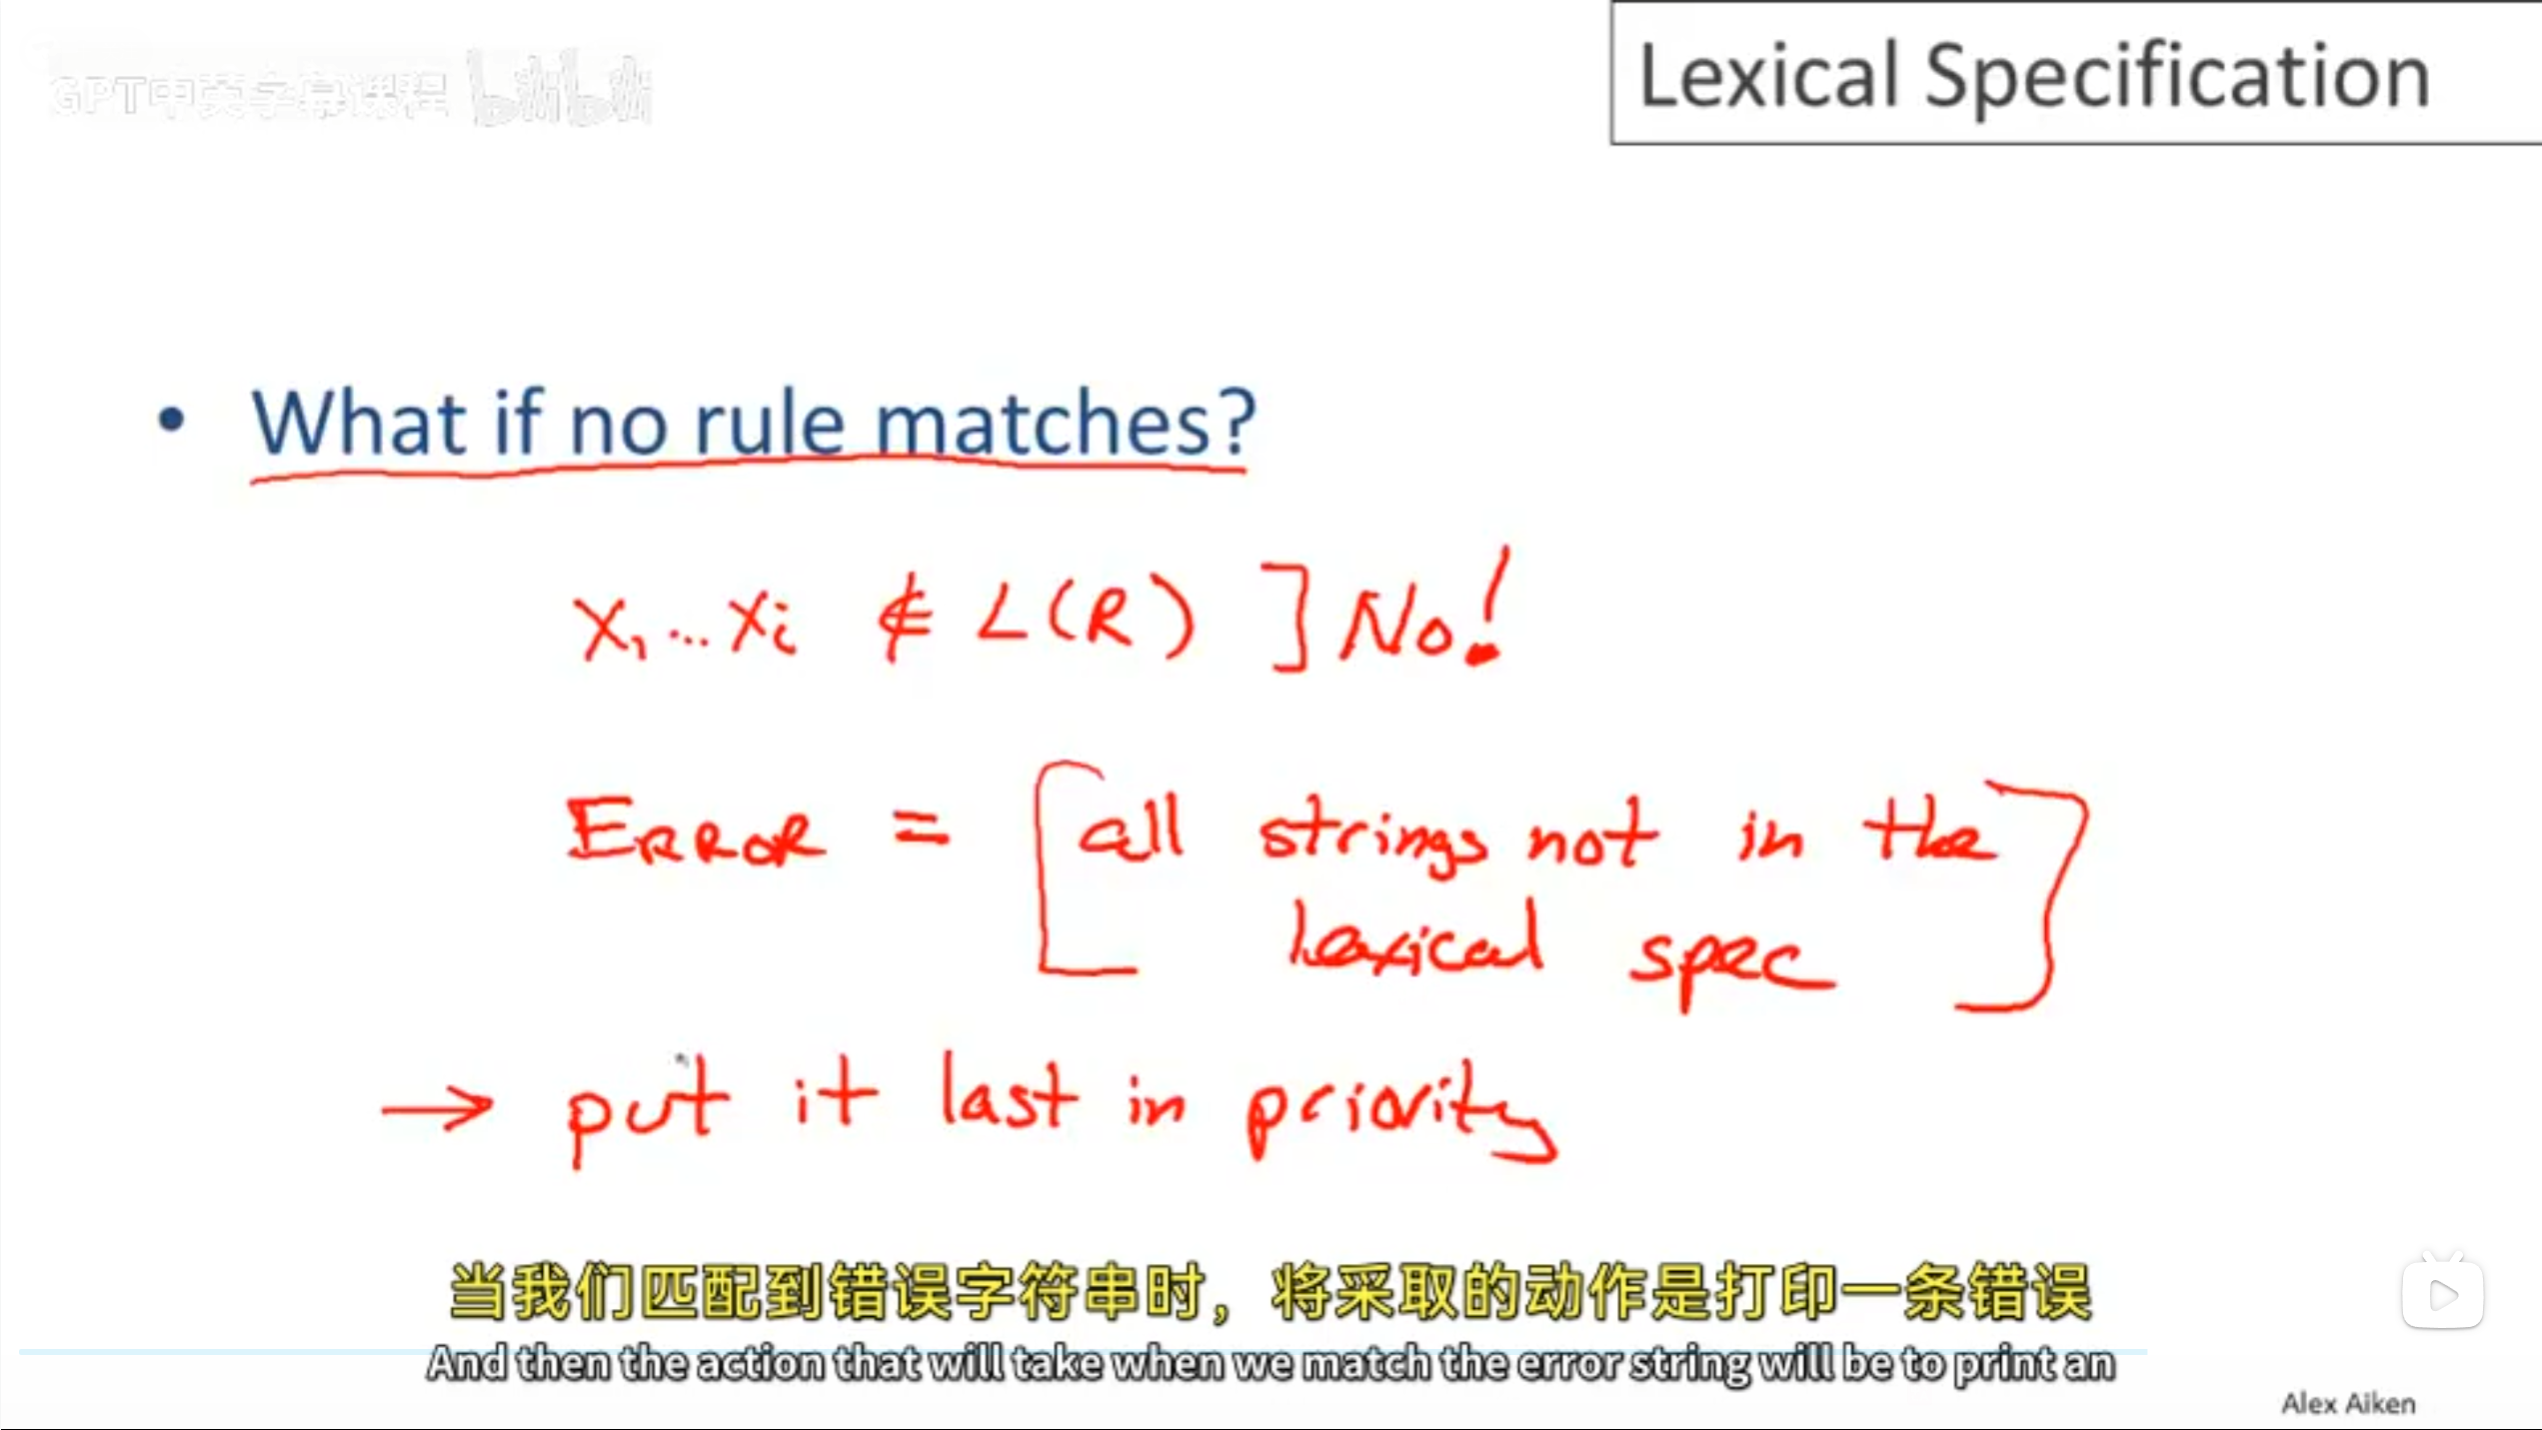 GPT中英字幕课程 bilibili
Lexical Specification
• What if no rule matches?
x₁...xᵢ ∉ L(R) ] No!
ERROR = [all strings not in the
lexical spec]
→ put it last in priority
当我们匹配到错误字符串时，将采取的动作是打印一条错误
And then the action that will take when we match the error string will be to print an
Alex Aiken